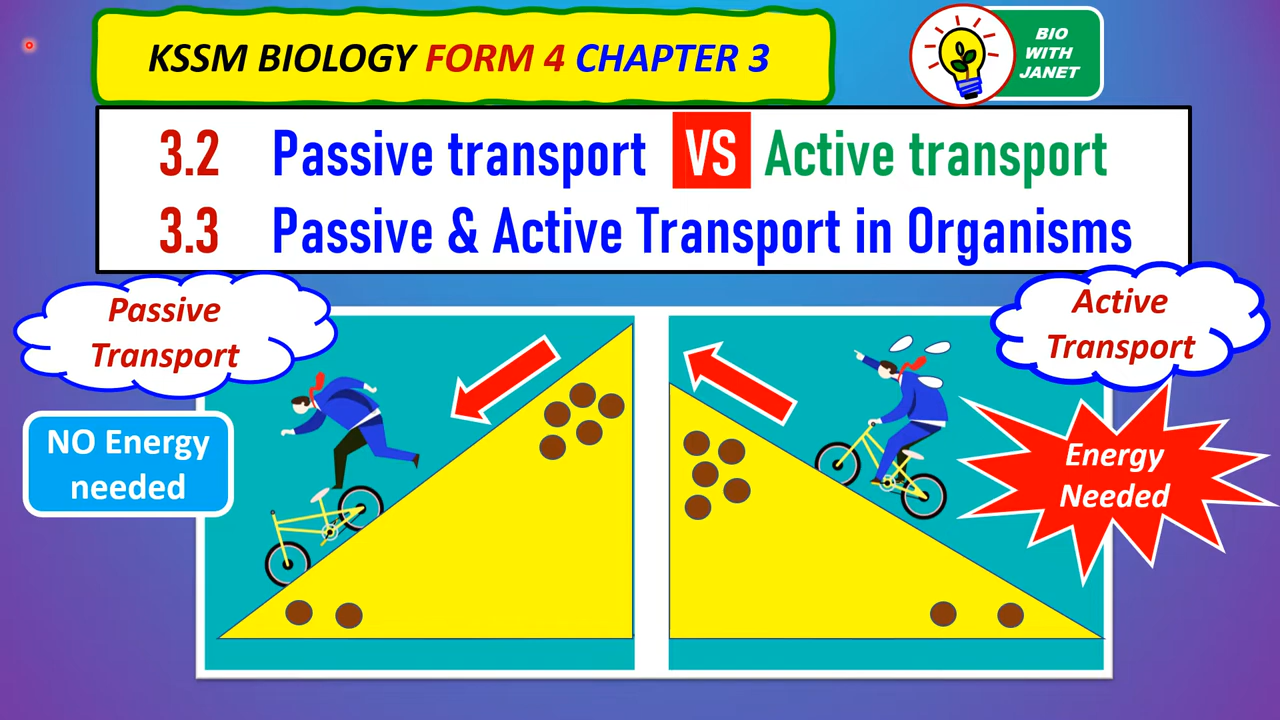 KSSM BIOLOGY FORM 4 CHAPTER 3
BIO
WITH
JANET
3.2 Passive transport VS Active transport
3.3 Passive & Active Transport in Organisms
Passive
Transport
Active
Transport
NO Energy
needed
Energy
Needed